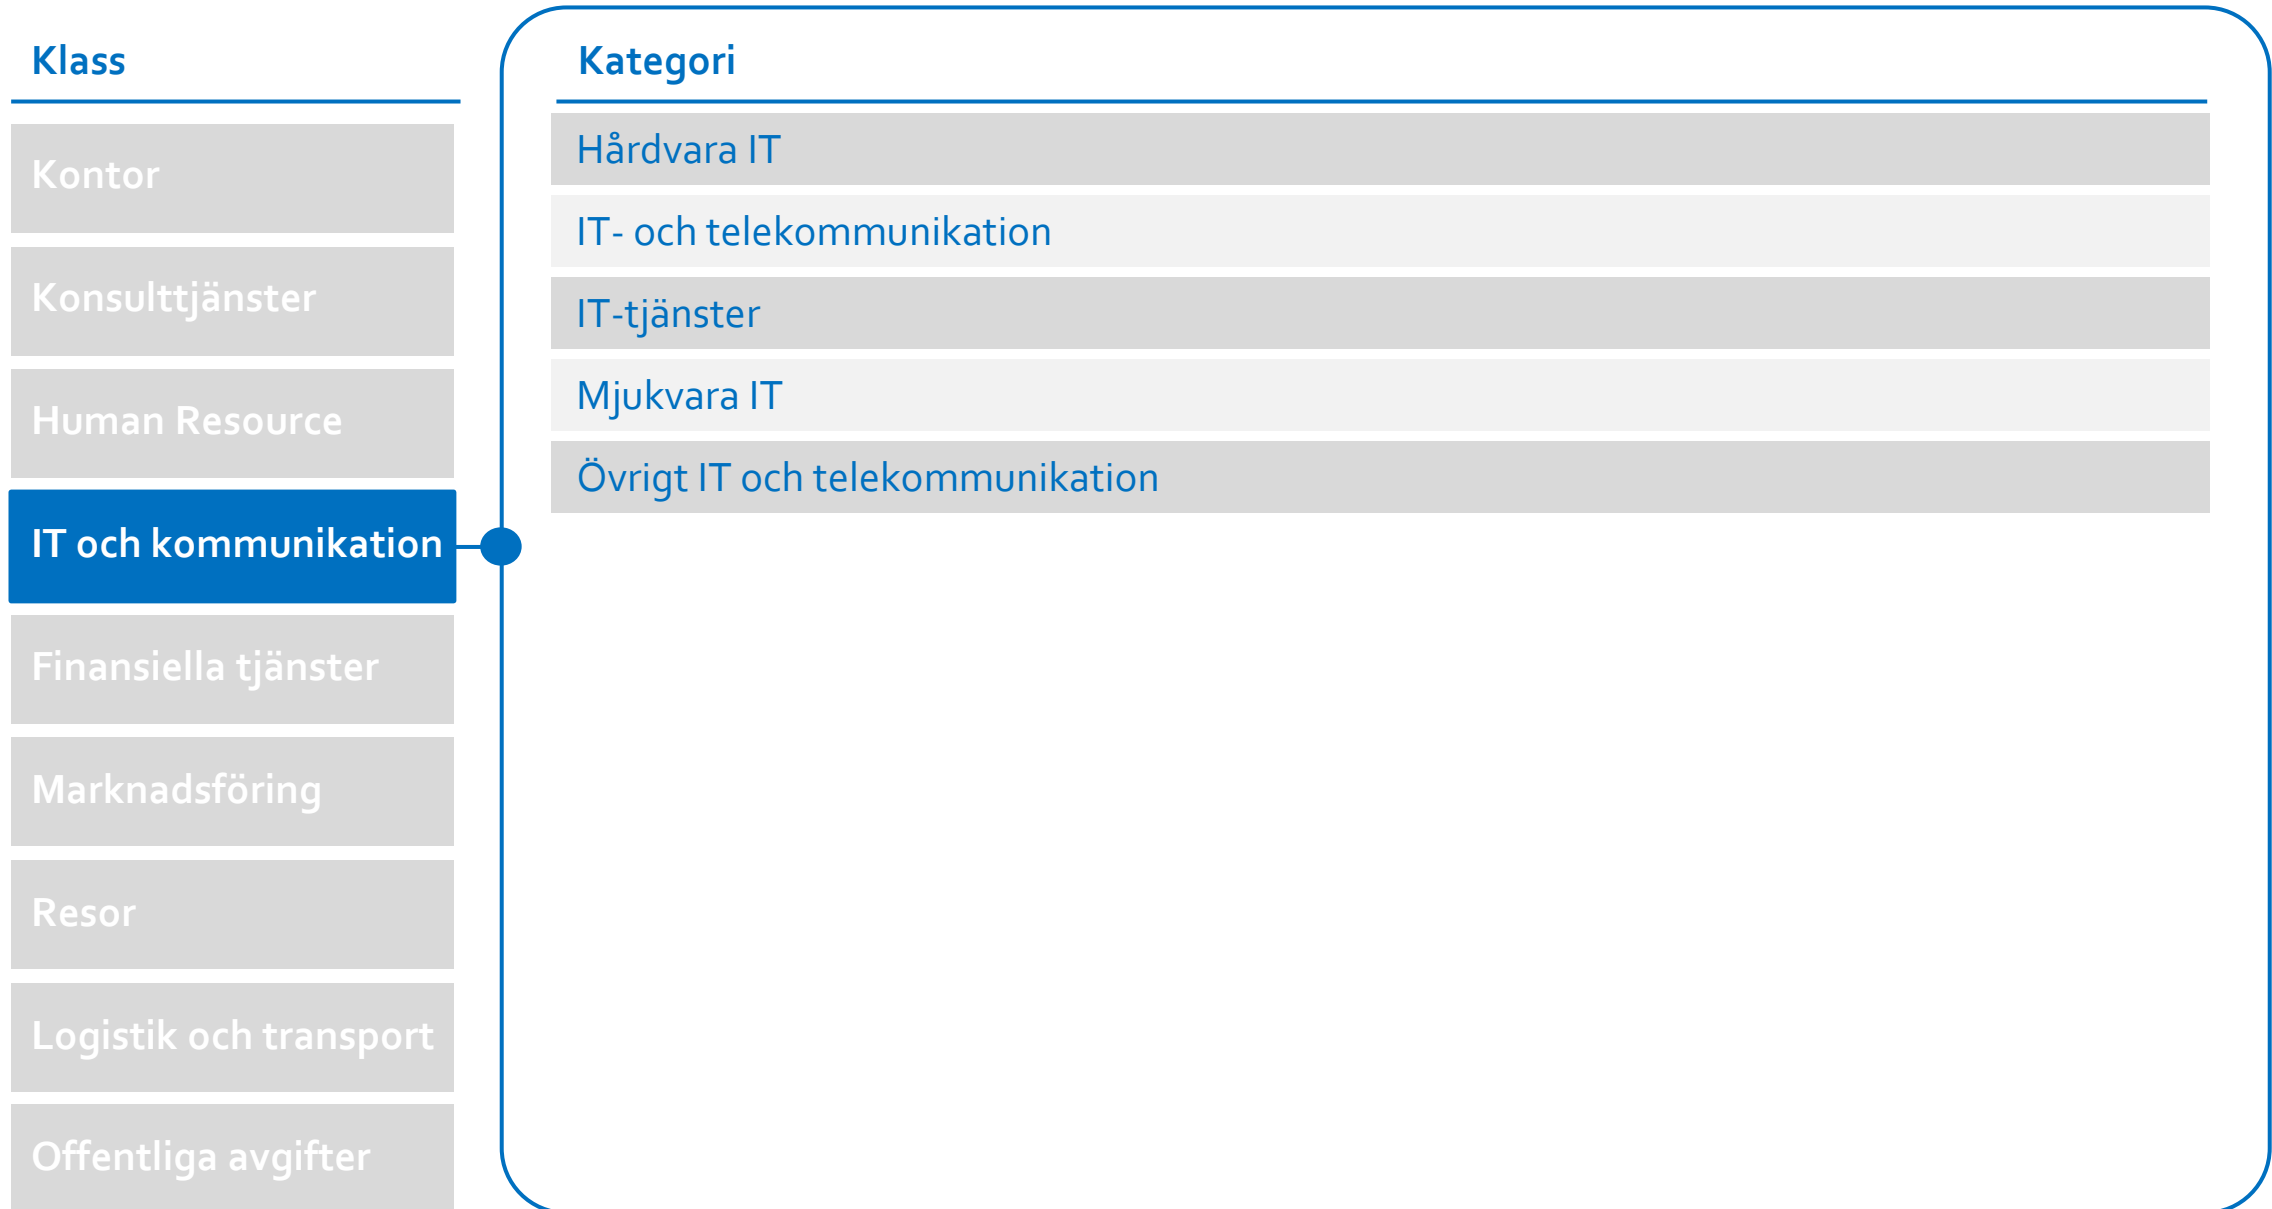 Klass
Kontor
Konsulttjänster
Human Resource
IT och kommunikation
Finansiella tjänster
Marknadsföring
Resor
Logistik och transport
Offentliga avgifter
Kategori
Hårdvara IT
IT- och telekommunikation
IT-tjänster
Mjukvara IT
Övrigt IT och telekommunikation